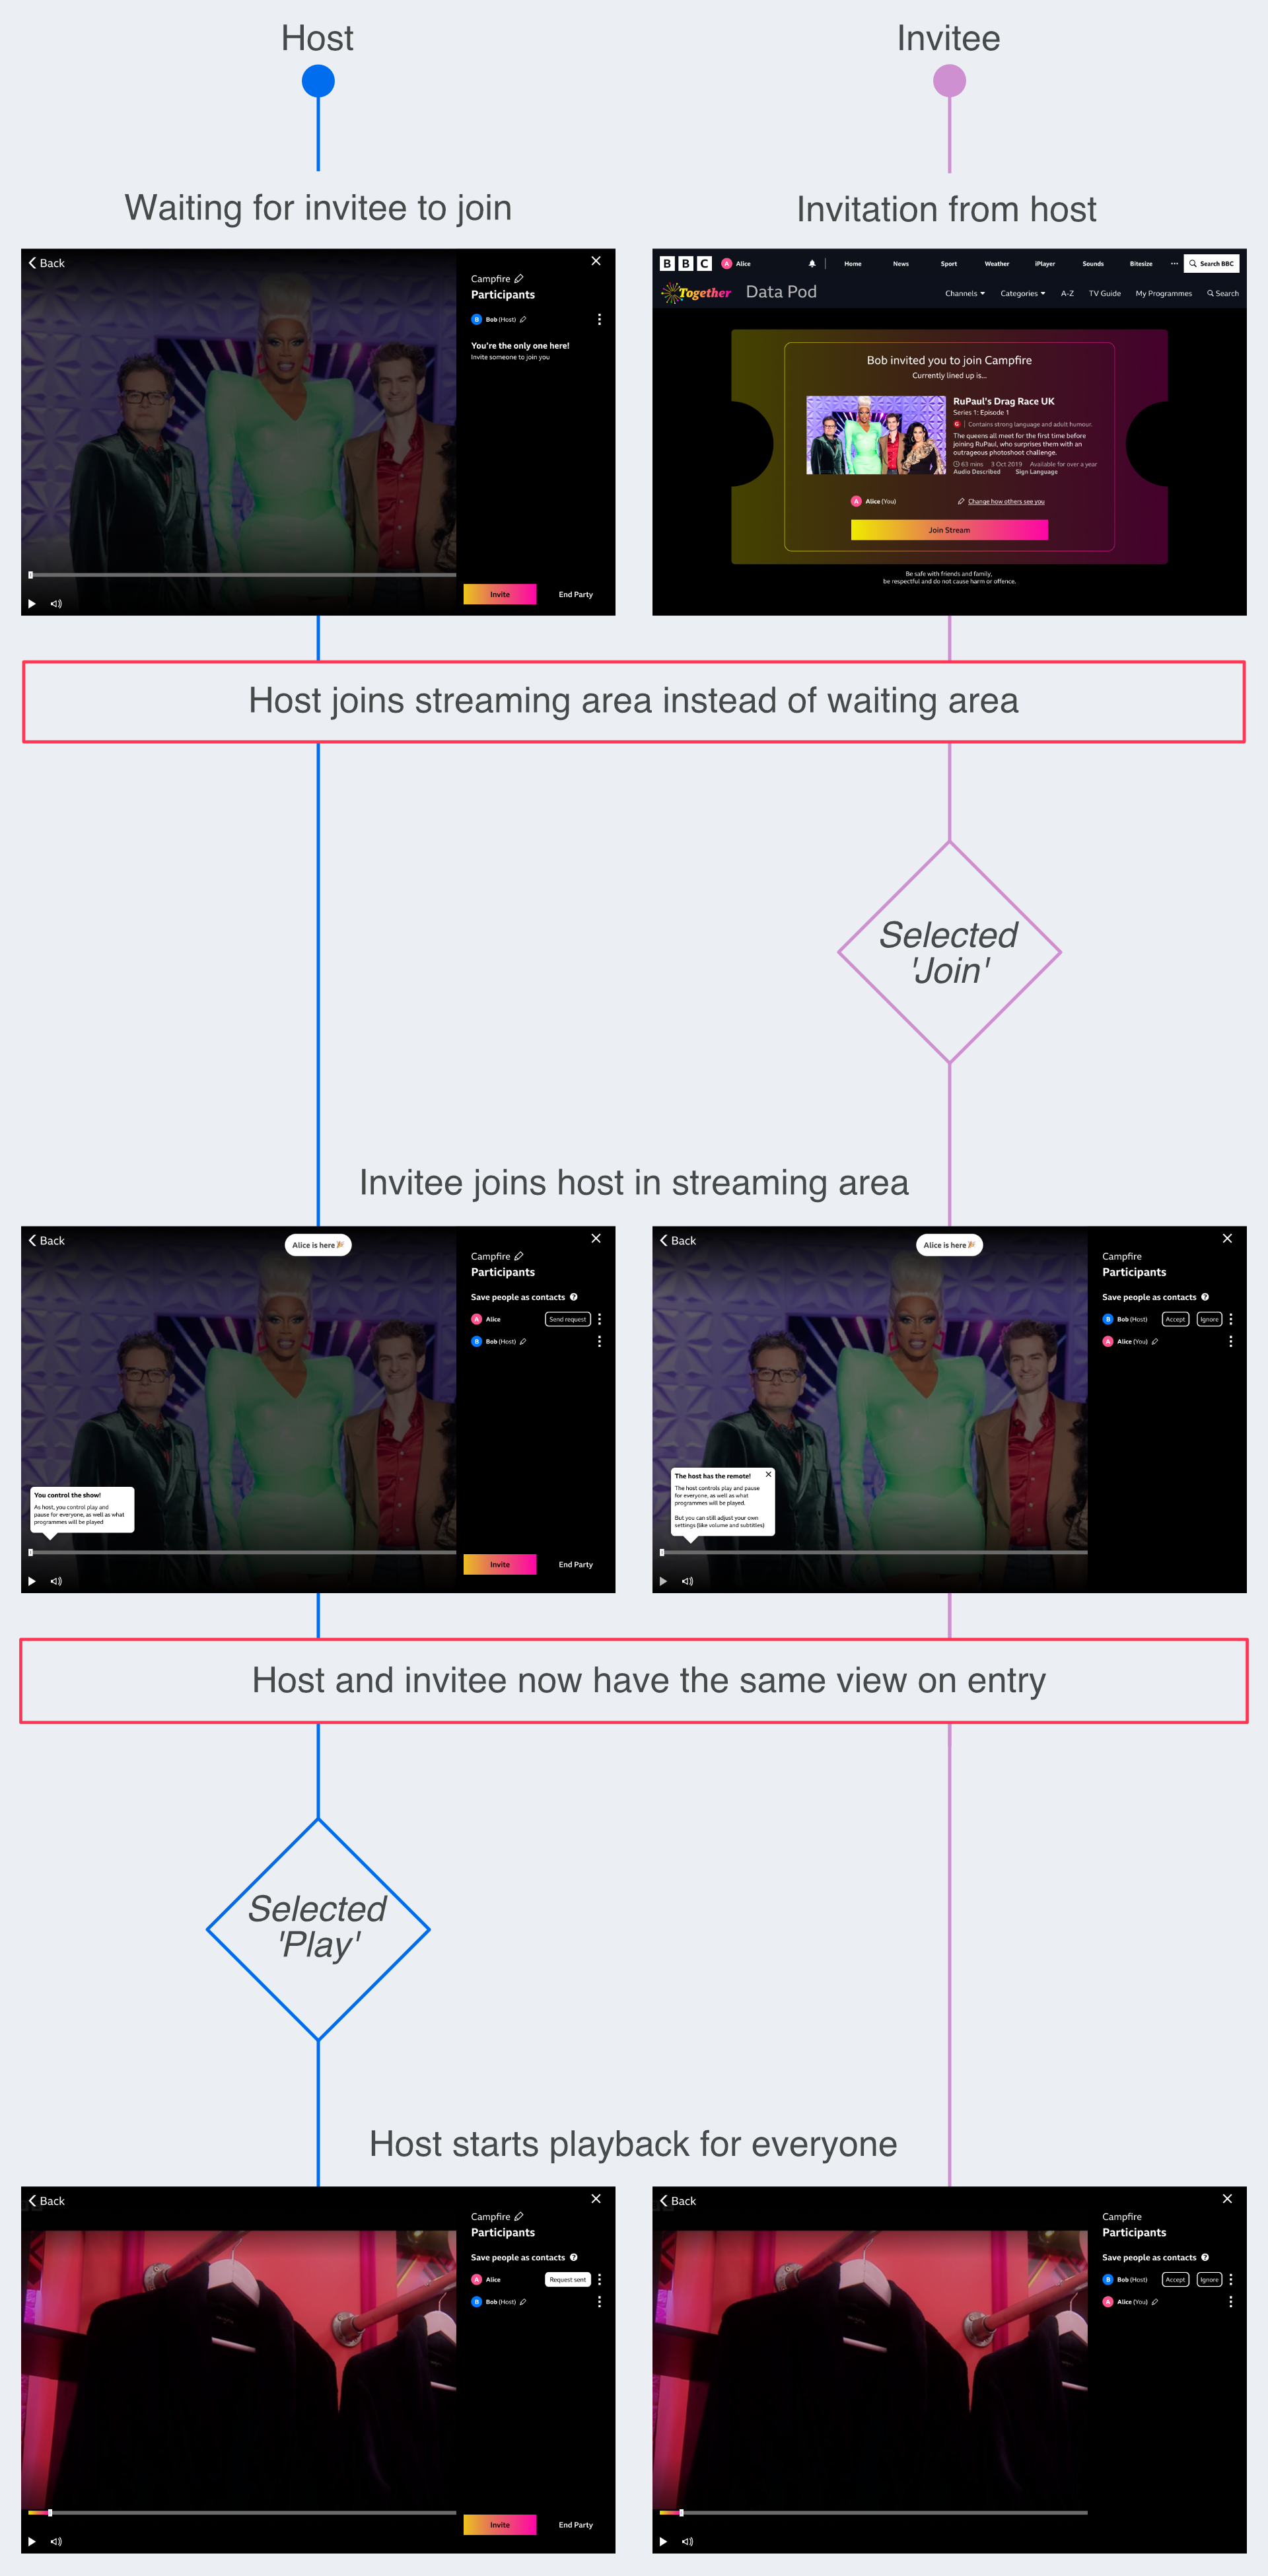 Host
Invitee
Waiting for invitee to join
Invitation from host
Back
Campfire
Participants
B Bob (Host)
You're the only one here!
Invite someone to join you
Invite
End Party
BBC
A Alice
Home
News
Sport
Weather
iPlayer
Sounds
Bitesize
Search BBC
Together
Data Pod
Channels
Categories
A-Z
TV Guide
My Programmes
Search
Bob invited you to join Campfire
Currently lined up is...
RuPaul's Drag Race UK
Series 1: Episode 1
G | Contains strong language and adult humour.
The queens all meet for the first time before
joining RuPaul, who surprises them with an
outrageous photoshoot challenge.
63 mins 3 Oct 2019 Available for over a year
Audio Described Sign Language
A Alice (You)
Change how others see you
Join Stream
Be safe with friends and family,
be respectful and do not cause harm or offence.
Host joins streaming area instead of waiting area
Selected
'Join'
Invitee joins host in streaming area
Back
Alice is here
Campfire
Participants
Save people as contacts ?
A Alice
Send request
B Bob (Host)
You control the show!
As host, you control play and
pause for everyone, as well as what
programmes will be played
Invite
End Party
Back
Alice is here
Campfire
Participants
Save people as contacts ?
B Bob (Host)
Accept
Ignore
A Alice (You)
The host has the remote!
The host controls play and pause
for everyone, as well as what
programmes will be played.
But you can still adjust your own
settings (like volume and subtitles)
Host and invitee now have the same view on entry
Selected
'Play'
Host starts playback for everyone
Back
Campfire
Participants
Save people as contacts ?
A Alice
Request sent
B Bob (Host)
Invite
End Party
Back
Campfire
Participants
Save people as contacts ?
B Bob (Host)
Accept
Ignore
A Alice (You)